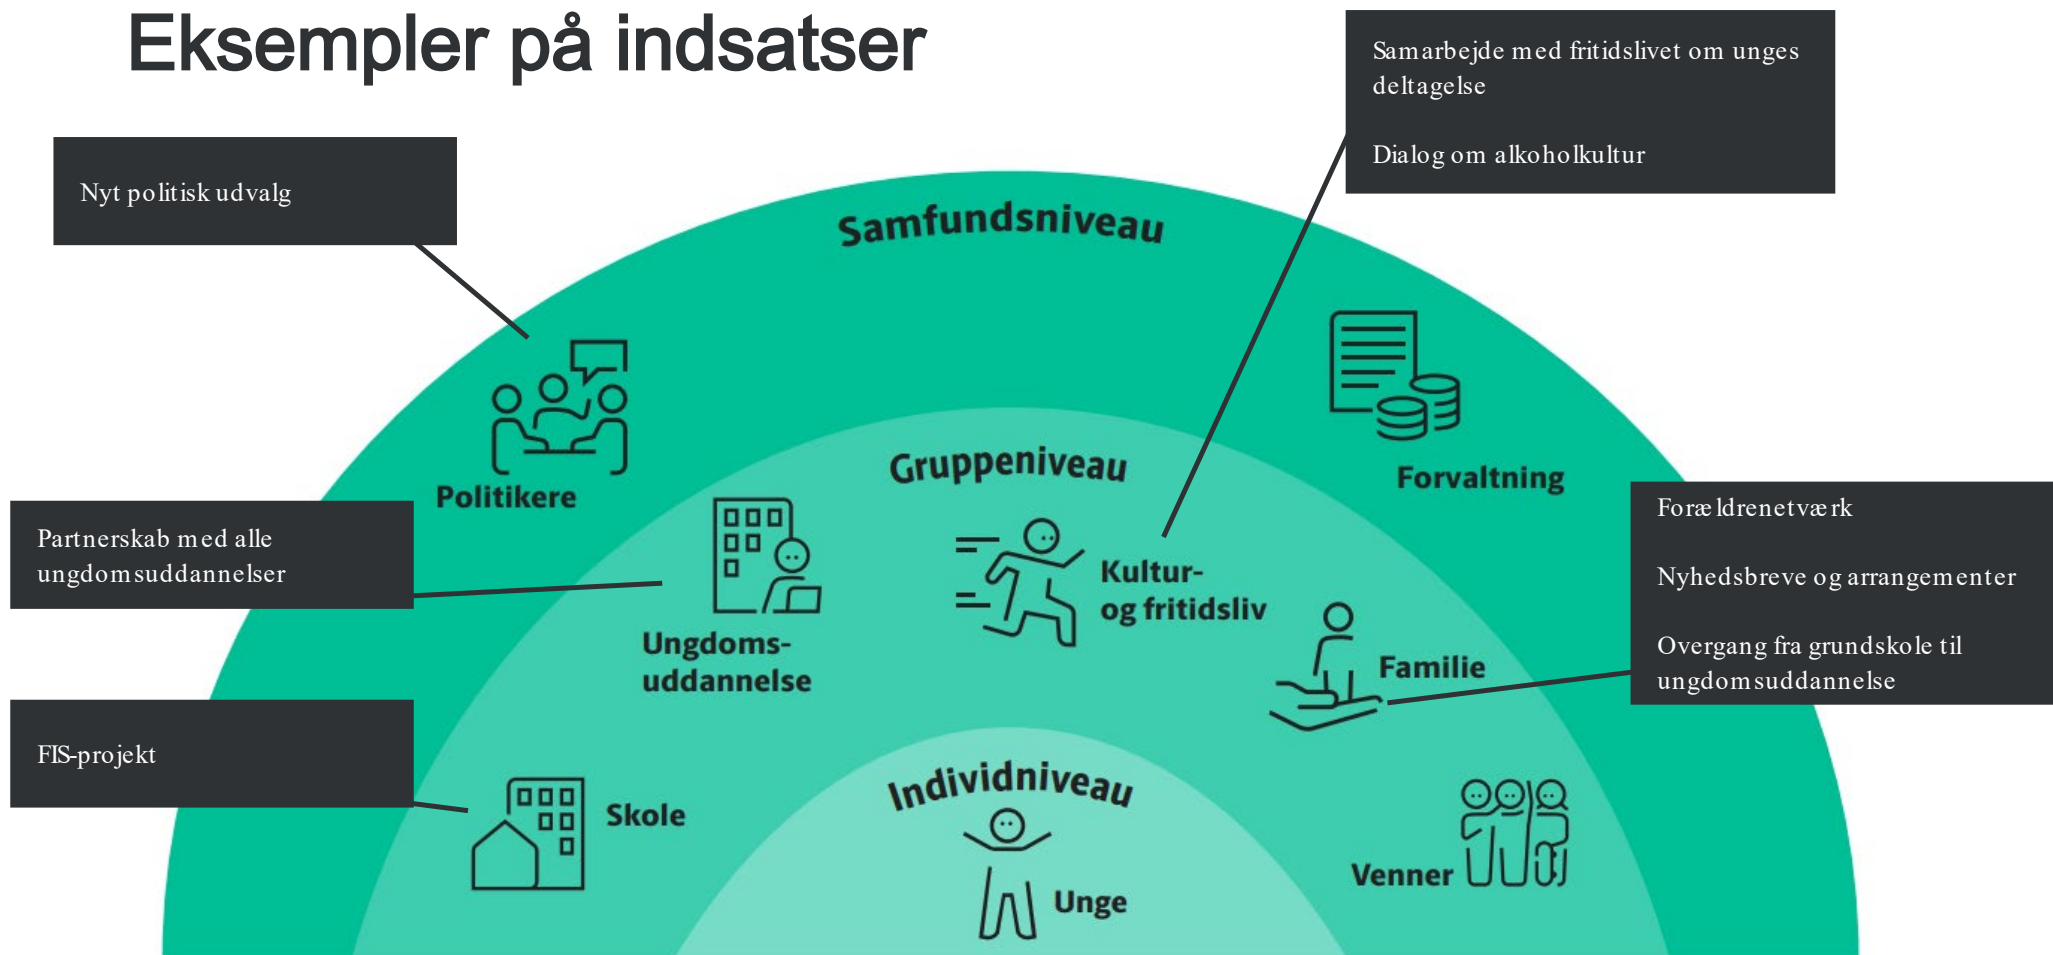 Eksempler på indsatser
Samarbejde med fritidslivet om unges
deltagelse
Dialog om alkoholkultur
Nyt politisk udvalg
Samfundsniveau
Politikere
Forvaltning
Gruppeniveau
Partnerskab med alle
ungdomsuddannelser
Ungdoms-
uddannelse
Kultur-
og fritidsliv
Familie
Forældrenetværk
Nyhedsbreve og arrangementer
Overgang fra grundskole til
ungdomsuddannelse
FIS-projekt
Skole
Individniveau
Unge
Venner